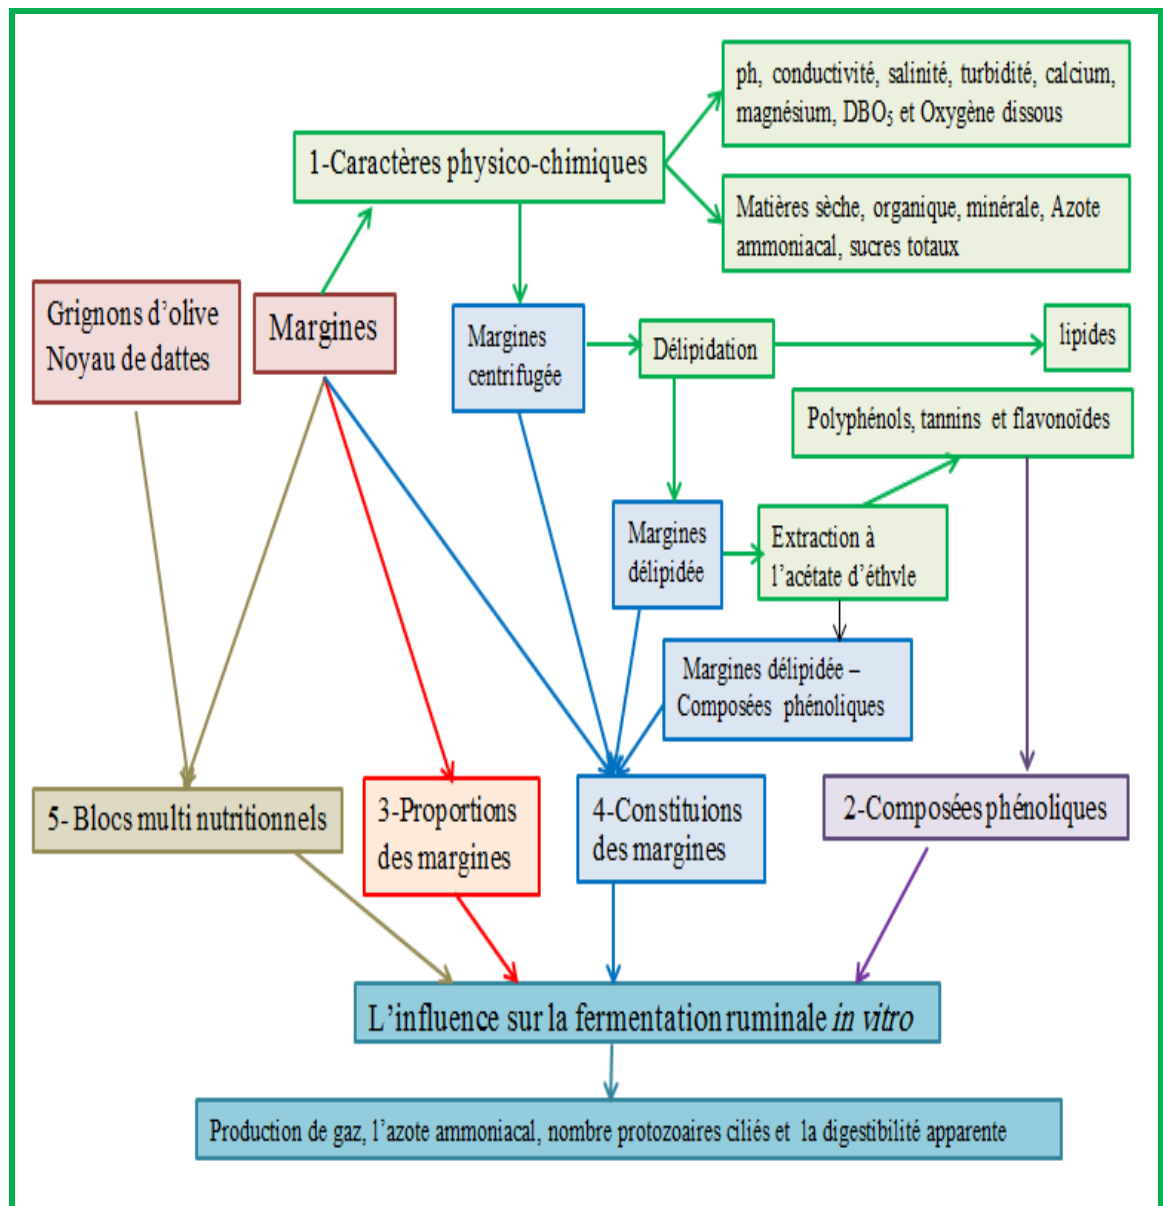 ph, conductivité, salinité, turbidité, calcium,
magnésium, DBO₅ et Oxygène dissous
1-Caractères physico-chimiques
Matières sèche, organique, minérale, Azote
ammoniacal, sucres totaux
Grignons d’olive
Noyau de dattes
Margines
Margines
centrifugée
Délipidation
lipides
Polyphénols, tannins et flavonoïdes
Margines
délipidée
Extraction à
l’acétate d’éthvle
Margines délipidée –
Composées phénoliques
5- Blocs multi nutritionnels
3-Proportions
des margines
4-Constituions
des margines
2-Composées phénoliques
L’influence sur la fermentation ruminale in vitro
Production de gaz, l’azote ammoniacal, nombre protozoaires ciliés et la digestibilité apparente